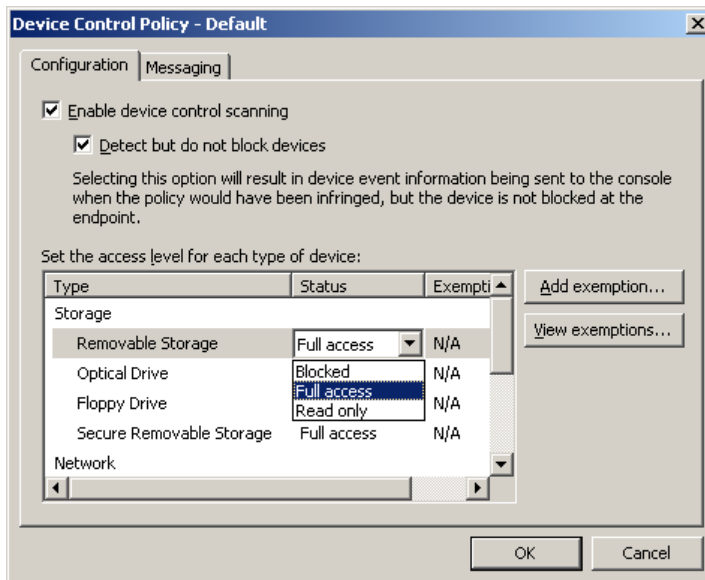 Device Control Policy - Default
Configuration Messaging
Enable device control scanning
Detect but do not block devices
Selecting this option will result in device event information being sent to the console
when the policy would have been infringed, but the device is not blocked at the
endpoint.
Set the access level for each type of device:
Type Status Exempti
Add exemption...
Storage
View exemptions...
Removable Storage Full access N/A
Blocked
Optical Drive N/A
Full access
Floppy Drive N/A
Read only
Secure Removable Storage Full access N/A
Network
OK Cancel